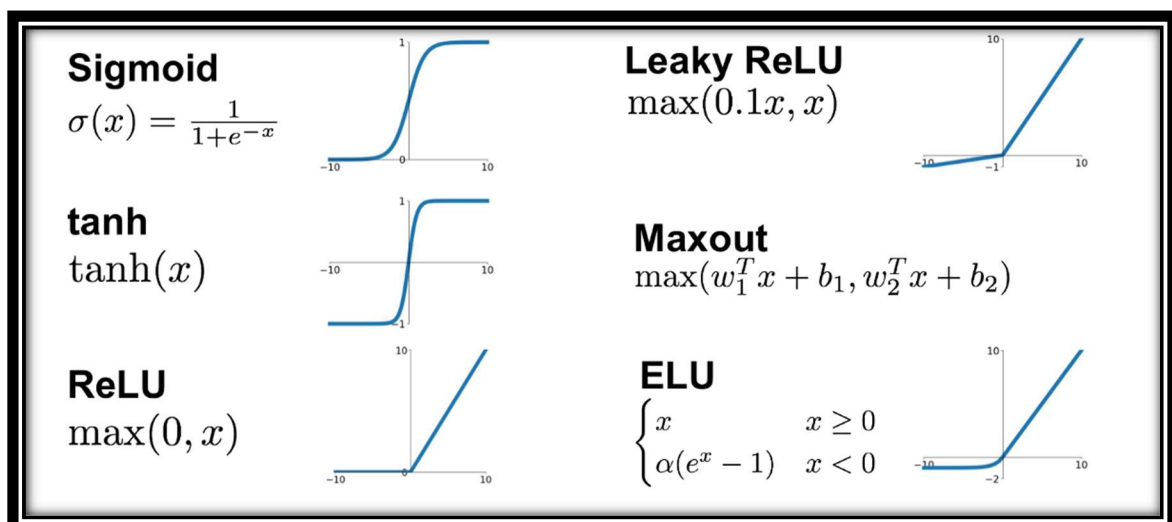 Sigmoid
σ(x) = 1/(1+e^{-x})
1
0
−10
10
tanh
tanh(x)
1
−10
10
−1
ReLU
max(0, x)
10
0
−10
10
Leaky ReLU
max(0.1x, x)
10
−10
−1
10
Maxout
max(w_1^T x + b_1, w_2^T x + b_2)
ELU
{ x x ≥ 0
α(e^x − 1) x < 0
10
−10
−2
10